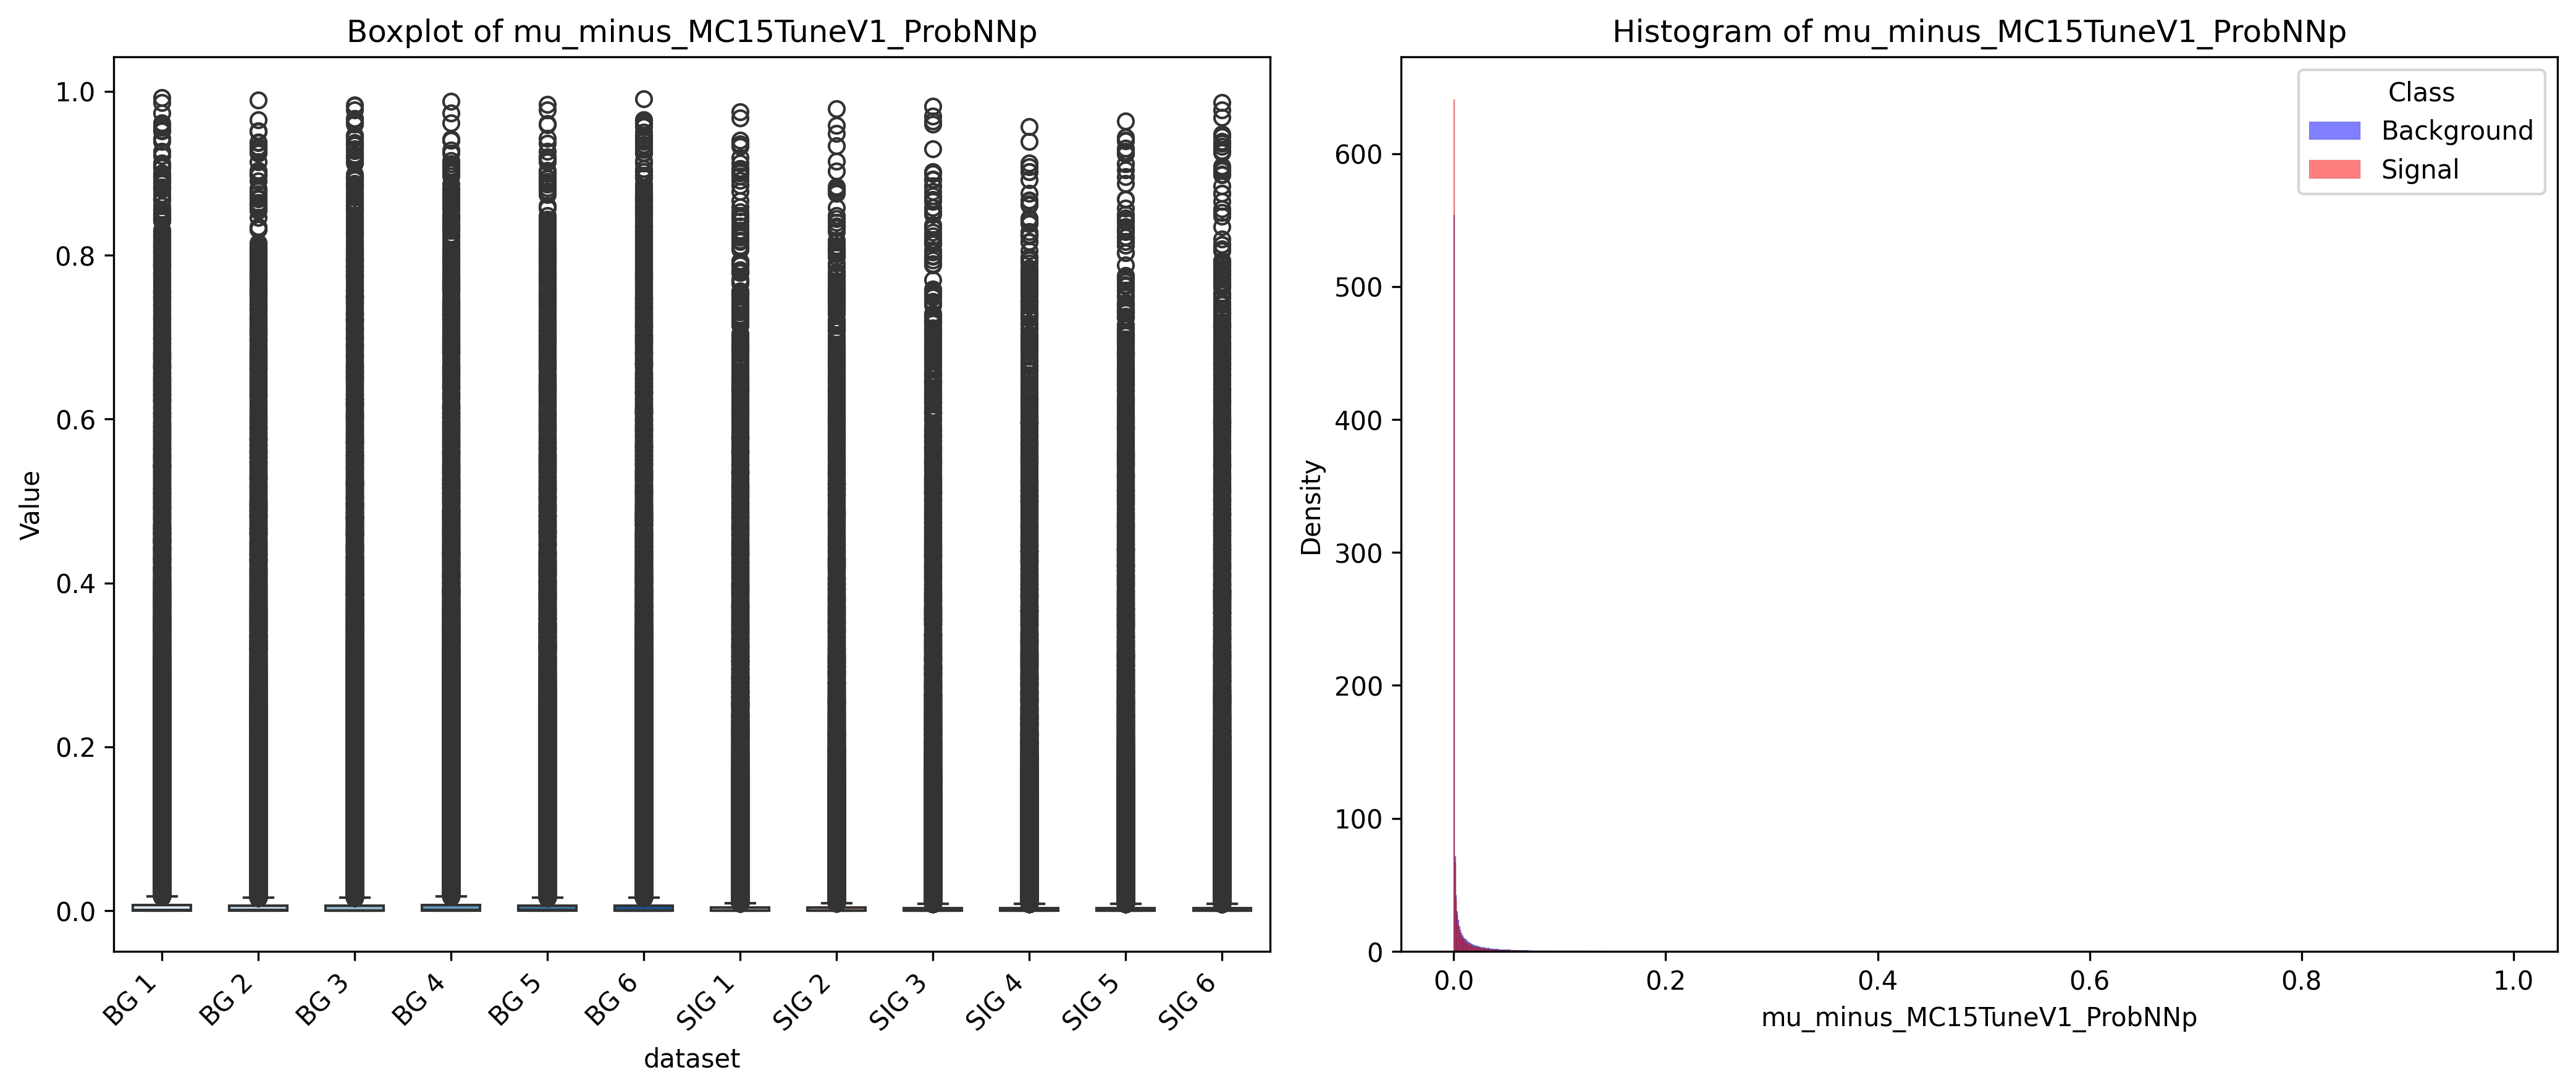 Boxplot of mu_minus_MC15TuneV1_ProbNNp
Value
1.0
0.8
0.6
0.4
0.2
0.0
BG 1
BG 2
BG 3
BG 4
BG 5
BG 6
SIG 1
SIG 2
SIG 3
SIG 4
SIG 5
SIG 6
dataset
Histogram of mu_minus_MC15TuneV1_ProbNNp
Class
Background
Signal
Density
600
500
400
300
200
100
0
0.0
0.2
0.4
0.6
0.8
1.0
mu_minus_MC15TuneV1_ProbNNp